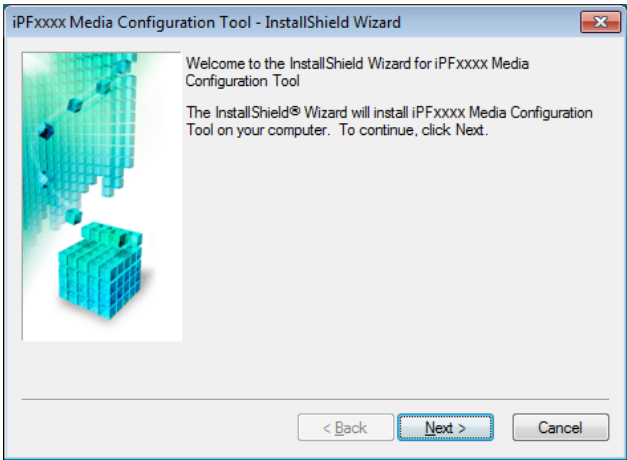 iPFxxxx Media Configuration Tool - InstallShield Wizard
Welcome to the InstallShield Wizard for iPFxxxx Media
Configuration Tool
The InstallShield® Wizard will install iPFxxxx Media Configuration
Tool on your computer. To continue, click Next.
< Back
Next >
Cancel